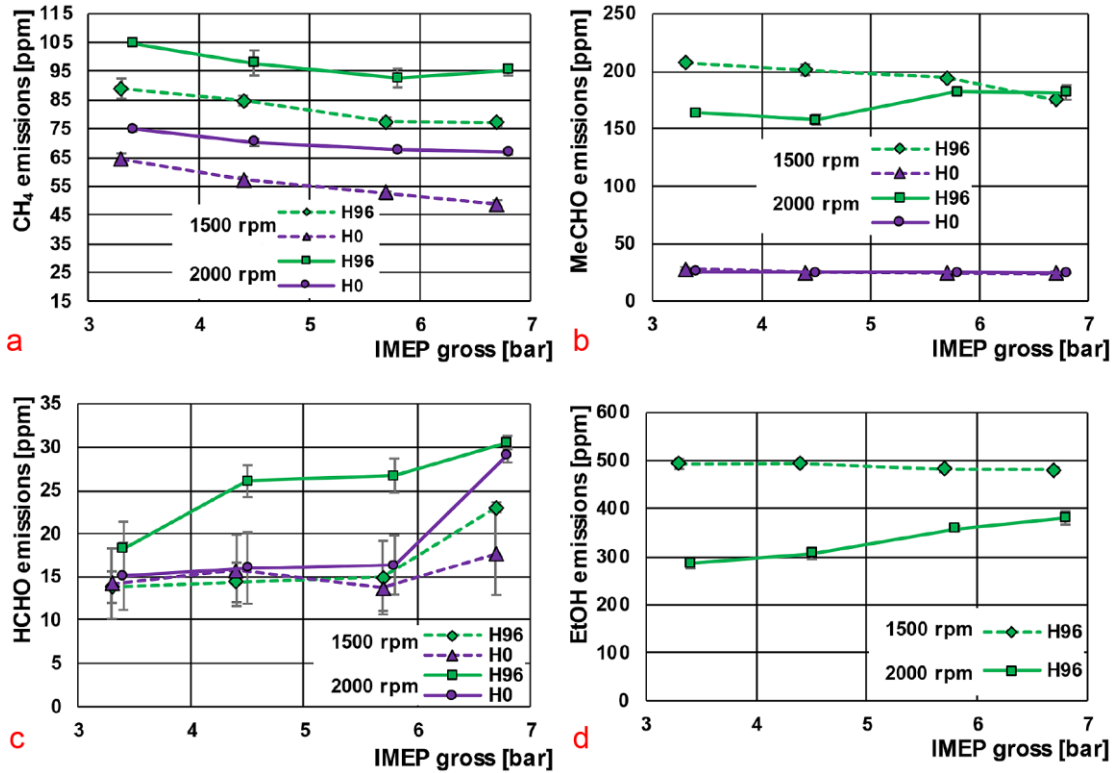 CH4 emissions [ppm]
115
105
95
85
75
65
55
45
35
25
15
1500 rpm
H96
H0
2000 rpm
H96
H0
3 4 5 6 7
IMEP gross [bar]
a
MeCHO emissions [ppm]
250
200
150
100
50
0
1500 rpm
H96
H0
2000 rpm
H96
H0
3 4 5 6 7
IMEP gross [bar]
b
HCHO emissions [ppm]
35
30
25
20
15
10
5
0
1500 rpm
H96
H0
2000 rpm
H96
H0
3 4 5 6 7
IMEP gross [bar]
c
EtOH emissions [ppm]
600
500
400
300
200
100
0
1500 rpm
H96
2000 rpm
H96
3 4 5 6 7
IMEP gross [bar]
d